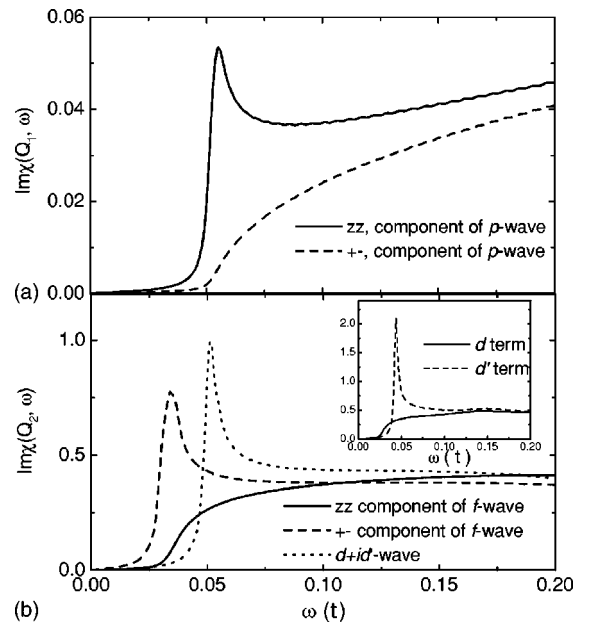 0.06
0.04
0.02
0.00
Imχ(Q₁, ω)
zz, component of p-wave
+-, component of p-wave
(a)
1.0
0.5
0.0
Imχ(Q₂, ω)
2.0
1.5
1.0
0.5
0.0
d term
d' term
0.00 0.05 0.10 0.15 0.20
ω (t)
zz component of f-wave
+- component of f-wave
d+id'-wave
0.00 0.05 0.10 0.15 0.20
(b)
ω (t)